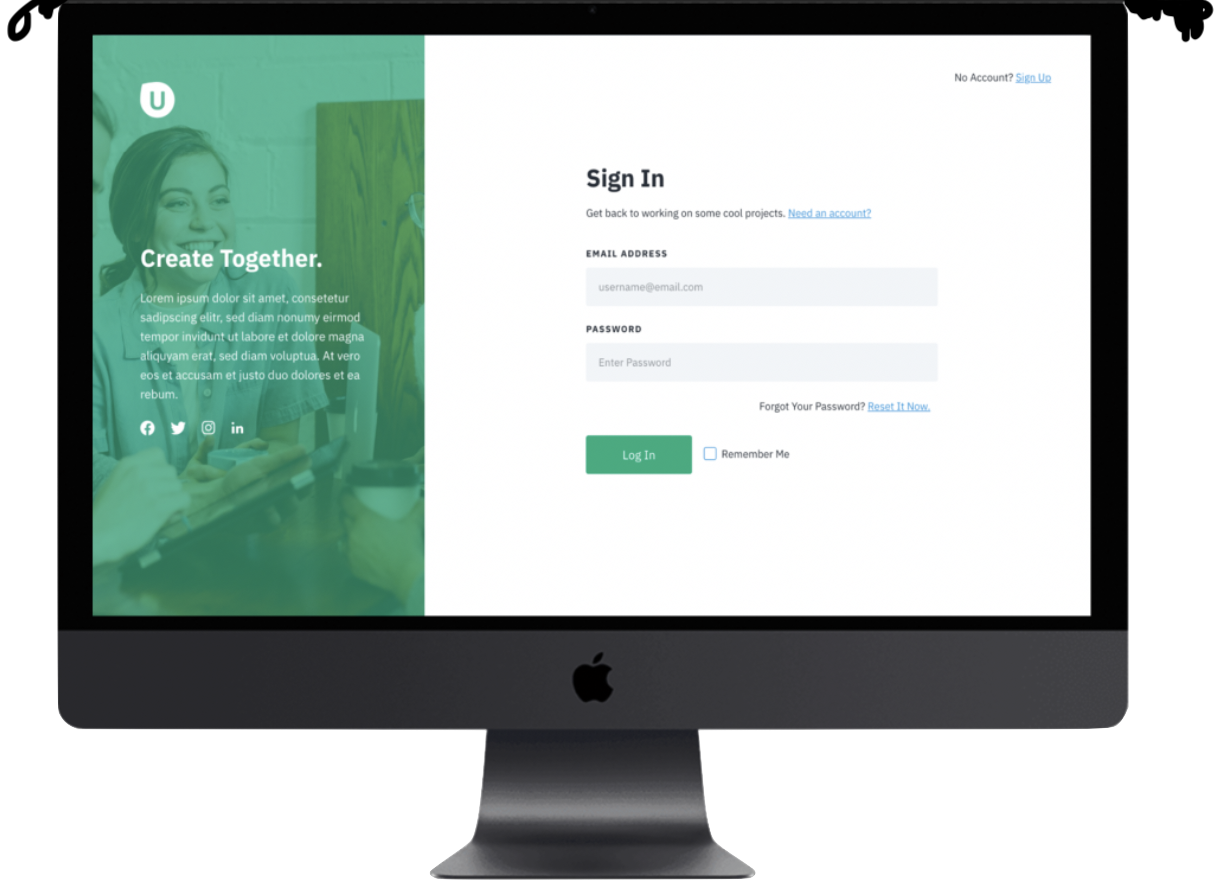 U
No Account? Sign Up
Create Together.
Lorem ipsum dolor sit amet, consetetur
sadipscing elitr, sed diam nonumy eirmod
tempor invidunt ut labore et dolore magna
aliquyam erat, sed diam voluptua. At vero
eos et accusam et justo duo dolores et ea
rebum.
in
Sign In
Get back to working on some cool projects. Need an account?
EMAIL ADDRESS
username@email.com
PASSWORD
Enter Password
Forgot Your Password? Reset It Now.
Log In
Remember Me